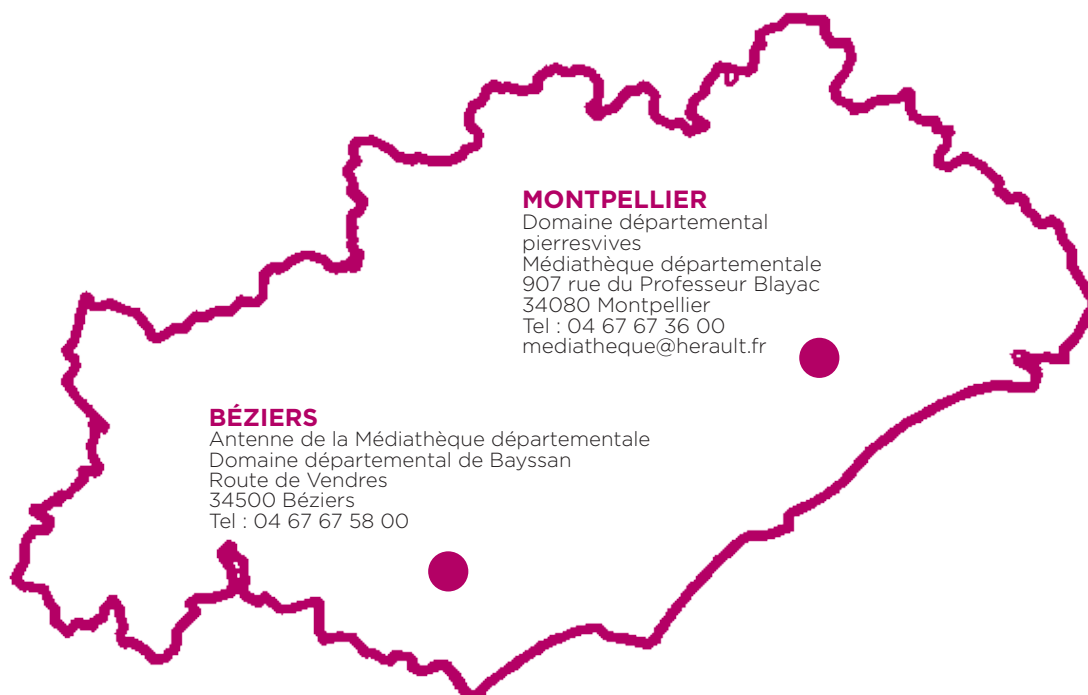 MONTPELLIER
Domaine départemental
pierresvives
Médiathèque départementale
907 rue du Professeur Blayac
34080 Montpellier
Tel : 04 67 67 36 00
mediatheque@herault.fr
BÉZIERS
Antenne de la Médiathèque départementale
Domaine départemental de Bayssan
Route de Vendres
34500 Béziers
Tel : 04 67 67 58 00